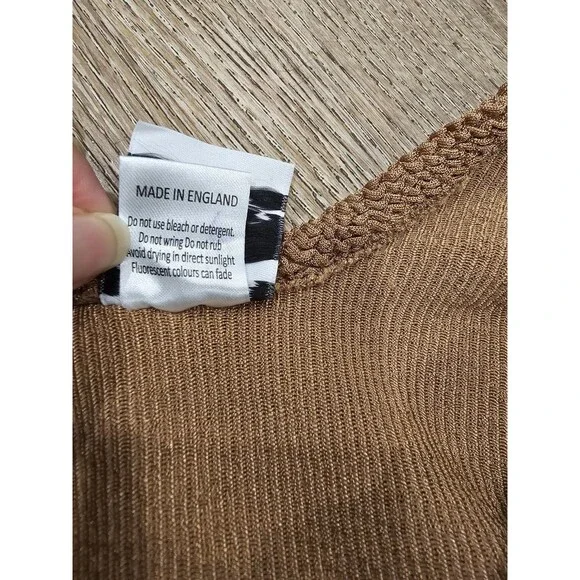 MADE IN ENGLAND
Do not use bleach or detergent.
Do not wring Do not rub
Avoid drying in direct sunlight
Fluorescent colours can fade